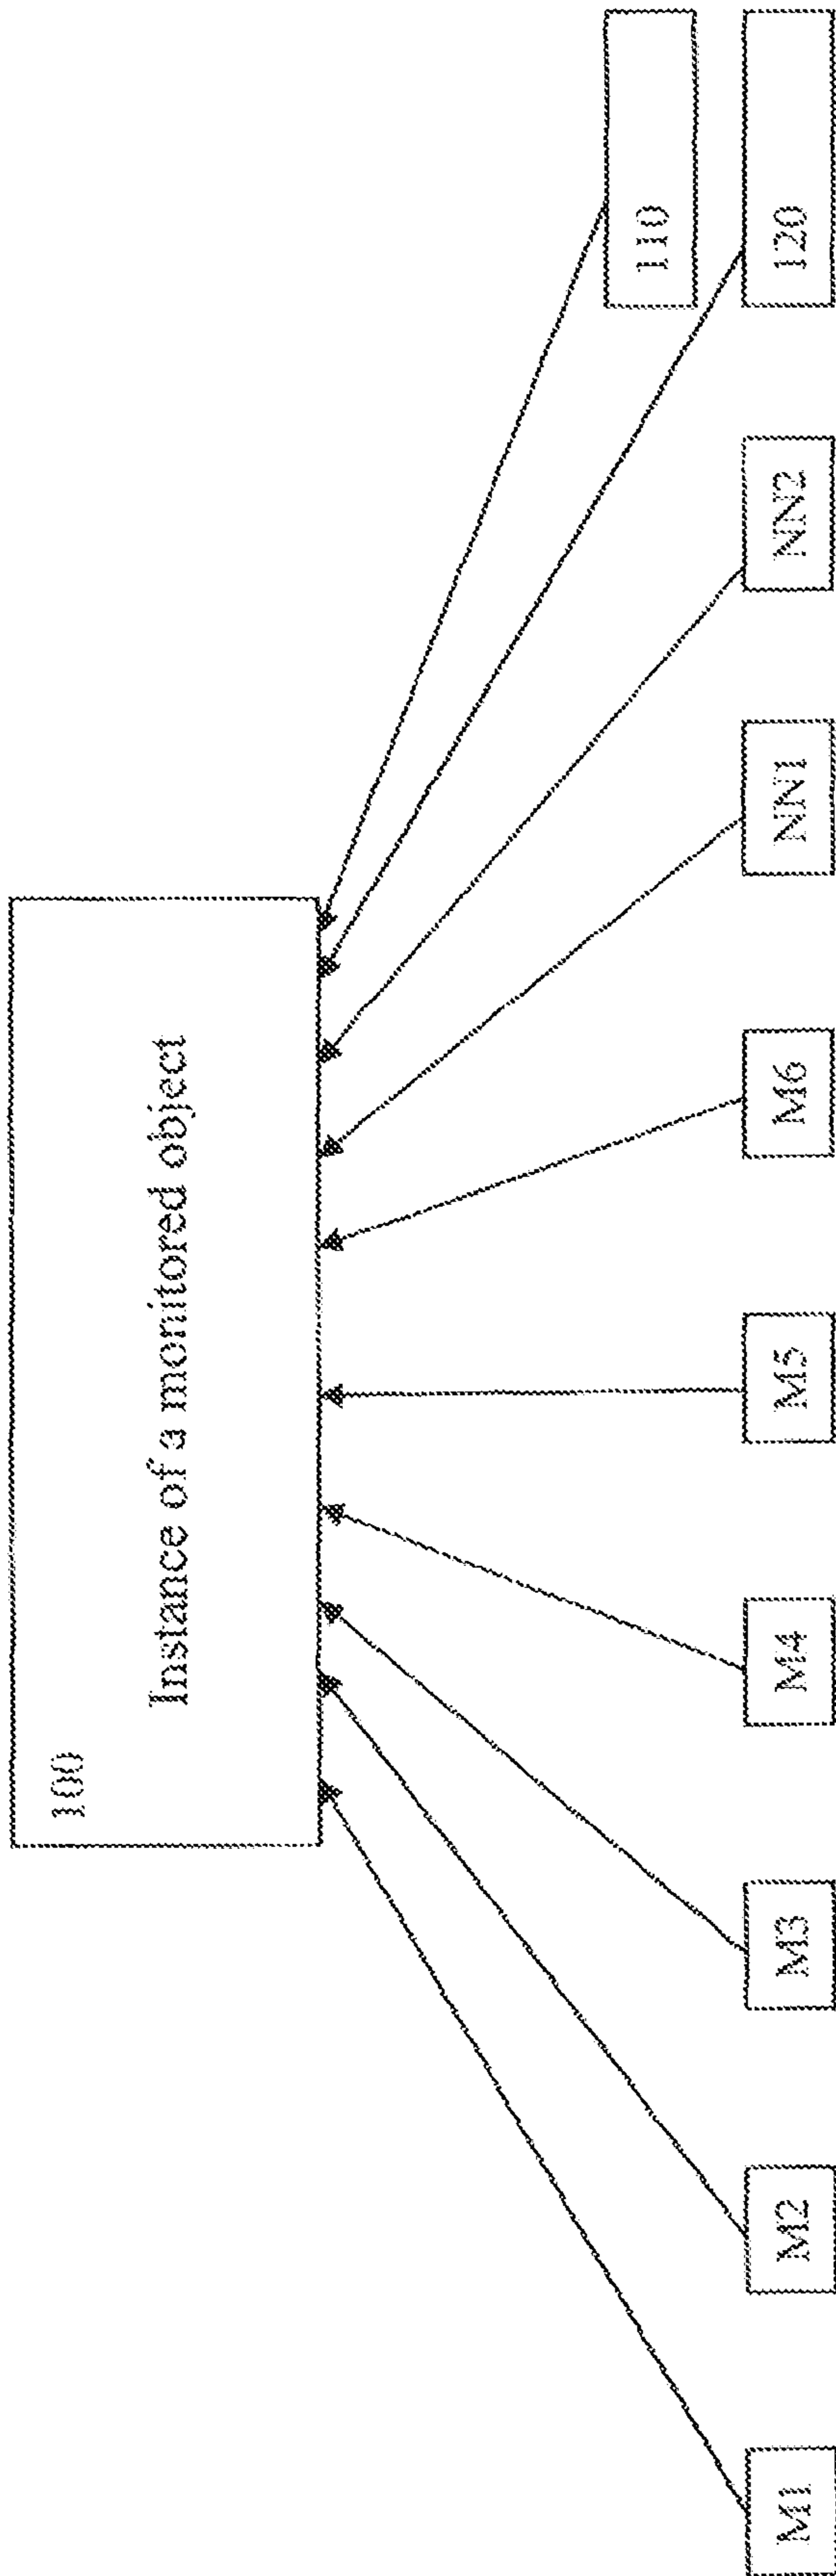 100
Instance of a monitored object
110
M1
M2
M3
M4
M5
M6
NN1
NN2
120